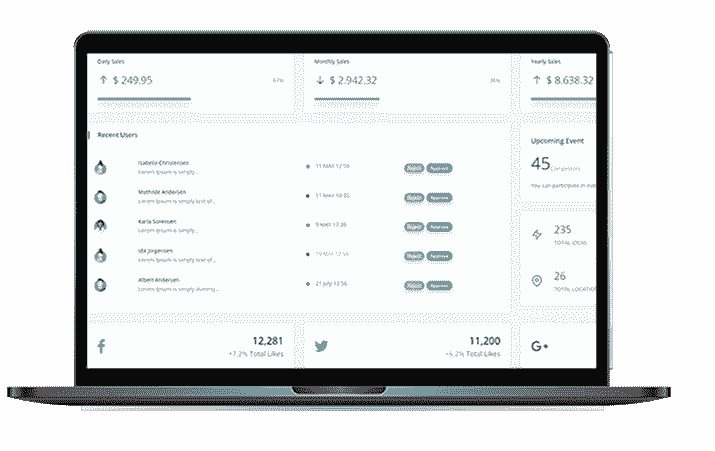 Daily Sales
Monthly Sales
Yearly Sales
$ 249.95
67%
$ 2.942.32
36%
$ 8.638.32
Recent Users
Isabella Christensen
Lorem Ipsum is simply...
11 MAY 12:56
Reject
Approve
Mathilde Andersen
Lorem Ipsum is simply text of...
11 MAY 10:35
Reject
Approve
Karla Sorensen
Lorem Ipsum is simply...
9 MAY 17:38
Reject
Approve
Ida Jorgensen
Lorem Ipsum is simply text of...
19 MAY 12:56
Reject
Approve
Albert Andersen
Lorem Ipsum is simply dummy...
21 July 12:56
Reject
Approve
Upcoming Event
45
Competitors
You can participate in
235
TOTAL IDEAS
26
TOTAL LOCATIO
12,281
+7.2% Total Likes
11,200
+6.2% Total Likes
G+